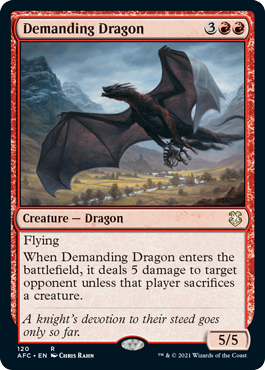 Demanding Dragon 3
Creature — Dragon
Flying
When Demanding Dragon enters the
battlefield, it deals 5 damage to target
opponent unless that player sacrifices
a creature.
A knight's devotion to their steed goes
only so far.
5/5
120 R
AFC • EN Chris Rahn ™ & © 2021 Wizards of the Coast